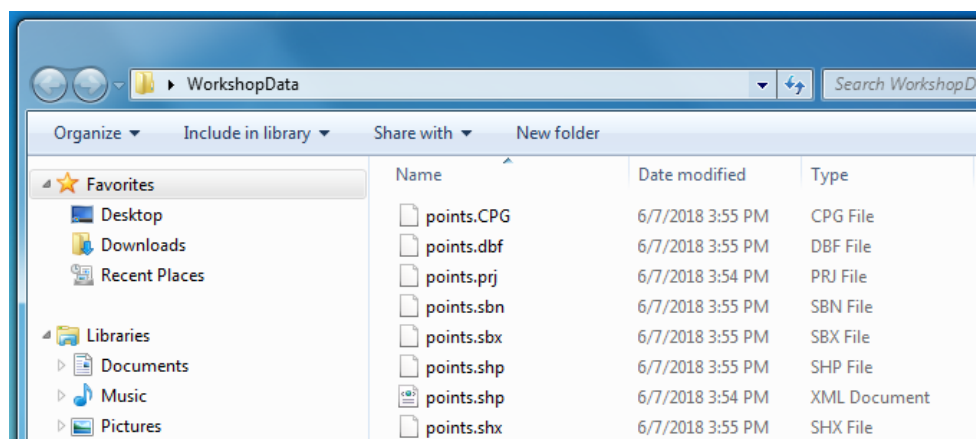 WorkshopData
Search WorkshopD
Organize Include in library Share with New folder
Favorites
Desktop
Downloads
Recent Places
Libraries
Documents
Music
Pictures
Name Date modified Type
points.CPG 6/7/2018 3:55 PM CPG File
points.dbf 6/7/2018 3:55 PM DBF File
points.prj 6/7/2018 3:54 PM PRJ File
points.sbn 6/7/2018 3:55 PM SBN File
points.sbx 6/7/2018 3:55 PM SBX File
points.shp 6/7/2018 3:55 PM SHP File
points.shp 6/7/2018 3:54 PM XML Document
points.shx 6/7/2018 3:55 PM SHX File